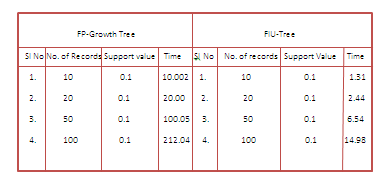 FP-Growth Tree FIU-Tree
Sl No No. of Records Support value Time Sl No No. of records Support Value Time
1. 10 0.1 10.002 1. 10 0.1 1.31
2. 20 0.1 20.00 2. 20 0.1 2.44
3. 50 0.1 100.05 3. 50 0.1 6.54
4. 100 0.1 212.04 4. 100 0.1 14.98